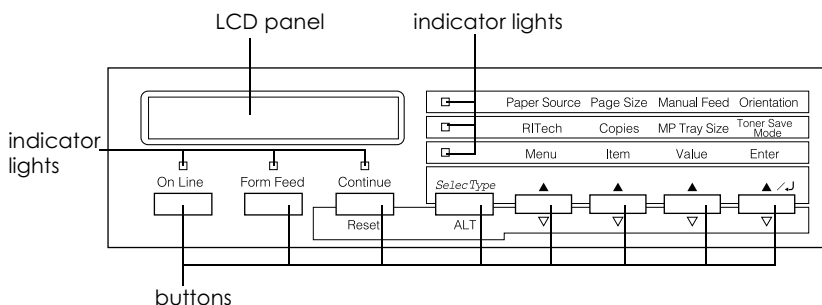 LCD panel
indicator lights
Paper Source Page Size Manual Feed Orientation
RITech Copies MP Tray Size Toner Save Mode
Menu Item Value Enter
indicator
lights
On Line Form Feed Continue SelecType
Reset ALT
buttons